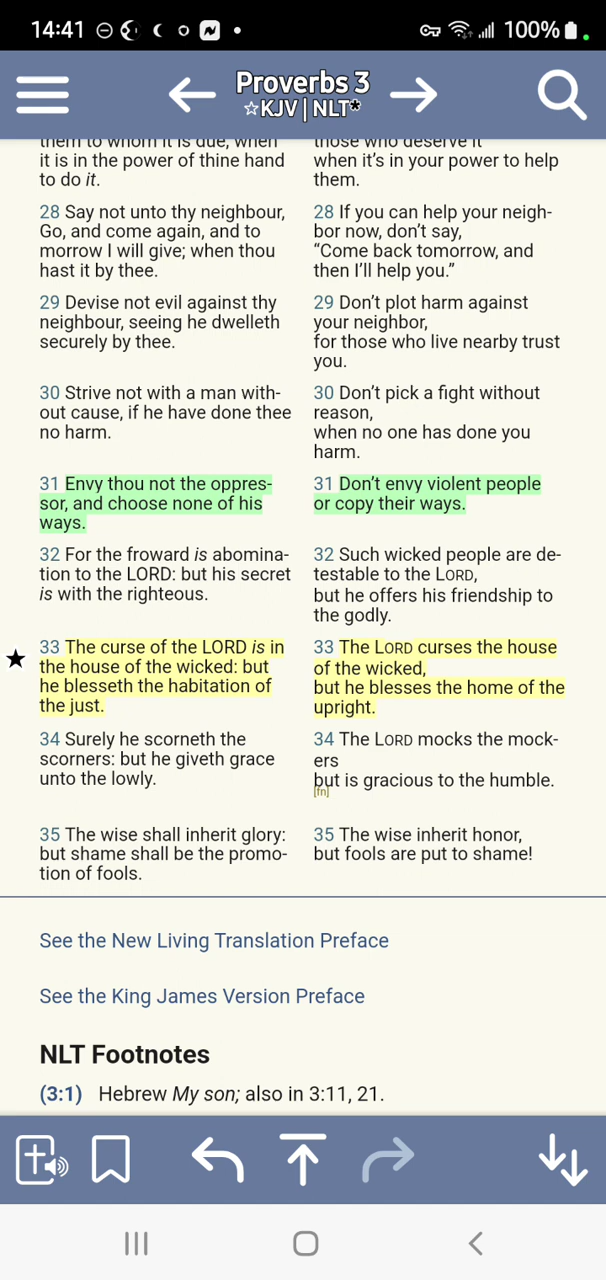 14:41
100%
Proverbs 3
☆KJV | NLT*
them to whom it is due, when
it is in the power of thine hand
to do it.
28 Say not unto thy neighbour,
Go, and come again, and to
morrow I will give; when thou
hast it by thee.
29 Devise not evil against thy
neighbour, seeing he dwelleth
securely by thee.
30 Strive not with a man with-
out cause, if he have done thee
no harm.
31 Envy thou not the oppres-
sor, and choose none of his
ways.
32 For the froward is abomina-
tion to the LORD: but his secret
is with the righteous.
33 The curse of the LORD is in
the house of the wicked: but
he blesseth the habitation of
the just.
34 Surely he scorneth the
scorners: but he giveth grace
unto the lowly.
35 The wise shall inherit glory:
but shame shall be the promo-
tion of fools.
those who deserve it
when it’s in your power to help
them.
28 If you can help your neigh-
bor now, don’t say,
“Come back tomorrow, and
then I’ll help you.”
29 Don’t plot harm against
your neighbor,
for those who live nearby trust
you.
30 Don’t pick a fight without
reason,
when no one has done you
harm.
31 Don’t envy violent people
or copy their ways.
32 Such wicked people are de-
testable to the LORD,
but he offers his friendship to
the godly.
33 The LORD curses the house
of the wicked,
but he blesses the home of the
upright.
34 The LORD mocks the mock-
ers
but is gracious to the humble.
[fn]
35 The wise inherit honor,
but fools are put to shame!
See the New Living Translation Preface
See the King James Version Preface
NLT Footnotes
(3:1) Hebrew My son; also in 3:11, 21.